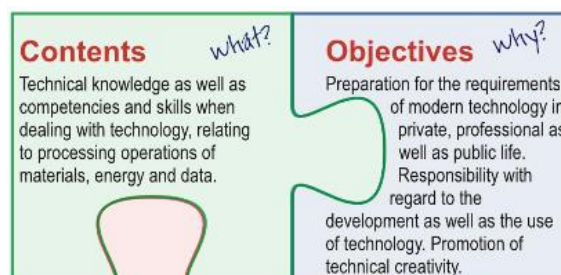 Contents what?
Technical knowledge as well as
competencies and skills when
dealing with technology, relating
to processing operations of
materials, energy and data.
Objectives why?
Preparation for the requirements
of modern technology in
private, professional as
well as public life.
Responsibility with
regard to the
development as well as the use
of technology. Promotion of
technical creativity.